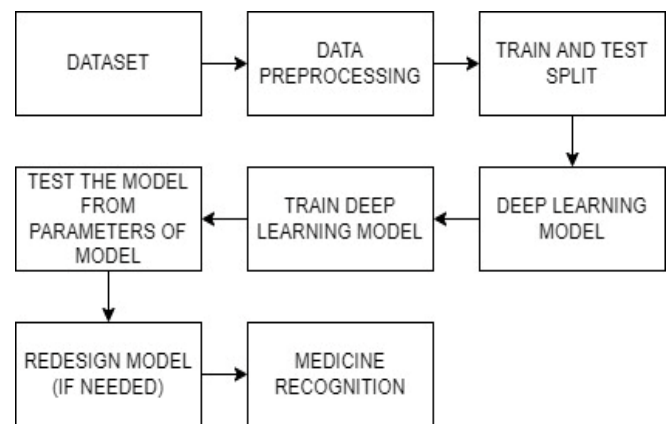 DATASET
DATA
PREPROCESSING
TRAIN AND TEST
SPLIT
DEEP LEARNING
MODEL
TRAIN DEEP
LEARNING MODEL
TEST THE MODEL
FROM
PARAMETERS OF
MODEL
REDESIGN MODEL
(IF NEEDED)
MEDICINE
RECOGNITION